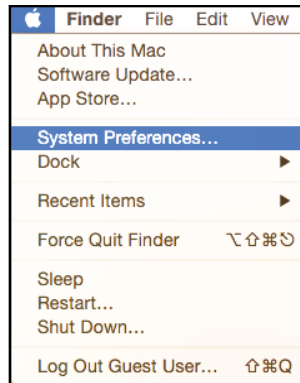 Finder File Edit View
About This Mac
Software Update...
App Store...
System Preferences...
Dock ▶
Recent Items ▶
Force Quit Finder ⌥⇧⌘⎋
Sleep
Restart...
Shut Down...
Log Out Guest User... ⇧⌘Q